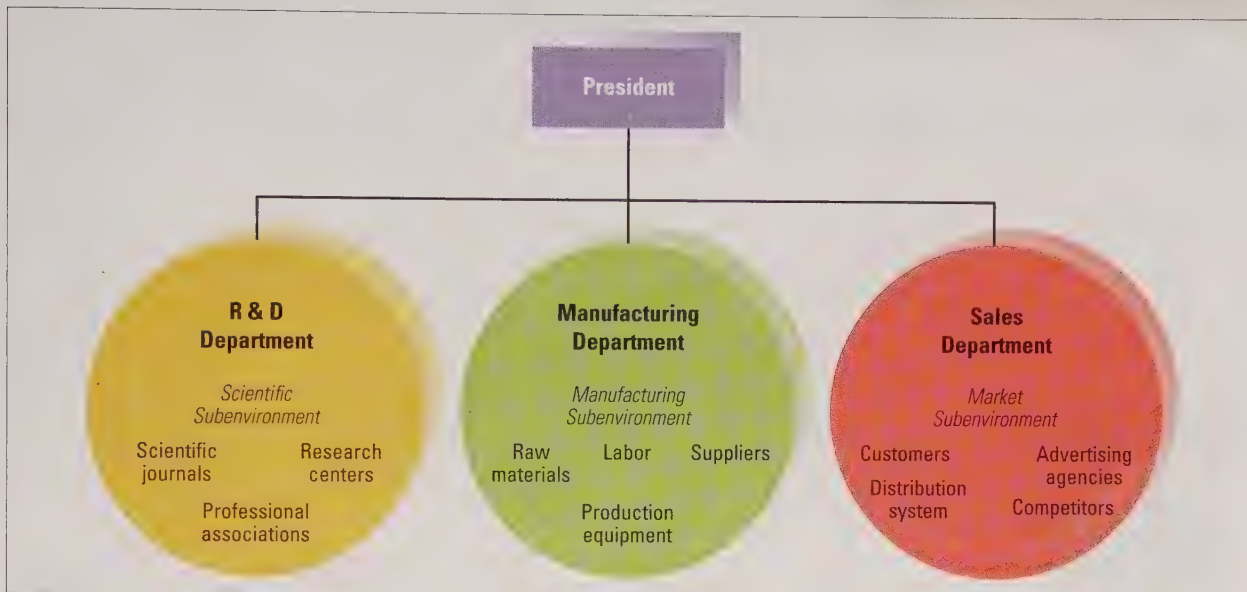 President
R & D
Department
Scientific
Subenvironment
Scientific
journals
Research
centers
Professional
associations
Manufacturing
Department
Manufacturing
Subenvironment
Raw
materials
Labor
Suppliers
Production
equipment
Sales
Department
Market
Subenvironment
Customers
Advertising
agencies
Distribution
system
Competitors